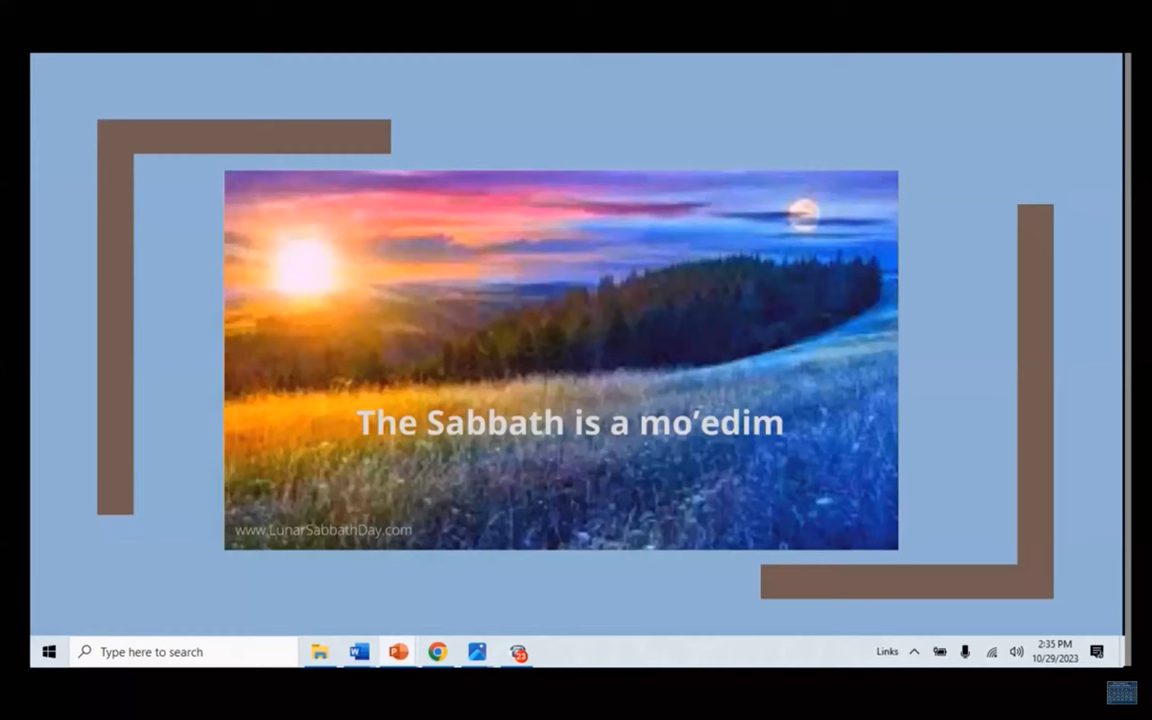 The Sabbath is a mo’edim
www.LunarSabbathDay.com
Type here to search
Links
2:35 PM
10/29/2023
23